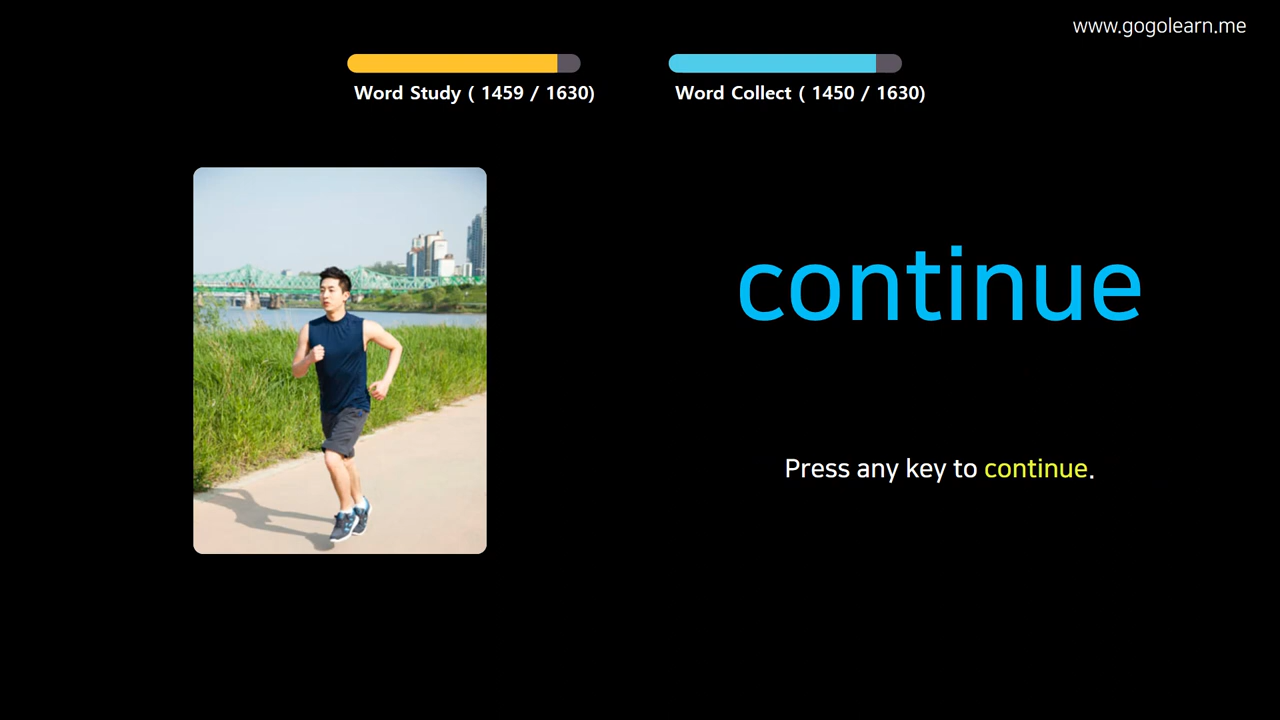 www.gogolearn.me
Word Study ( 1459 / 1630)
Word Collect ( 1450 / 1630)
continue
Press any key to continue.